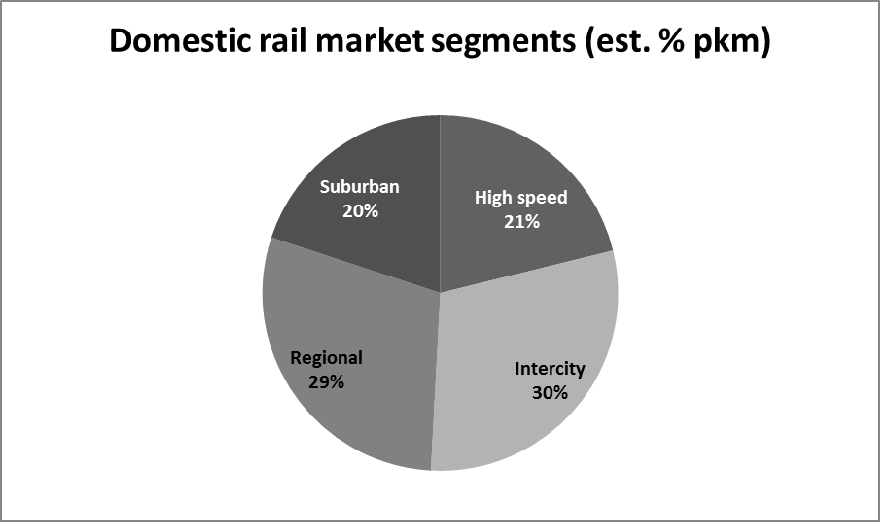 Domestic rail market segments (est. % pkm)
Suburban
20%
High speed
21%
Regional
29%
Intercity
30%